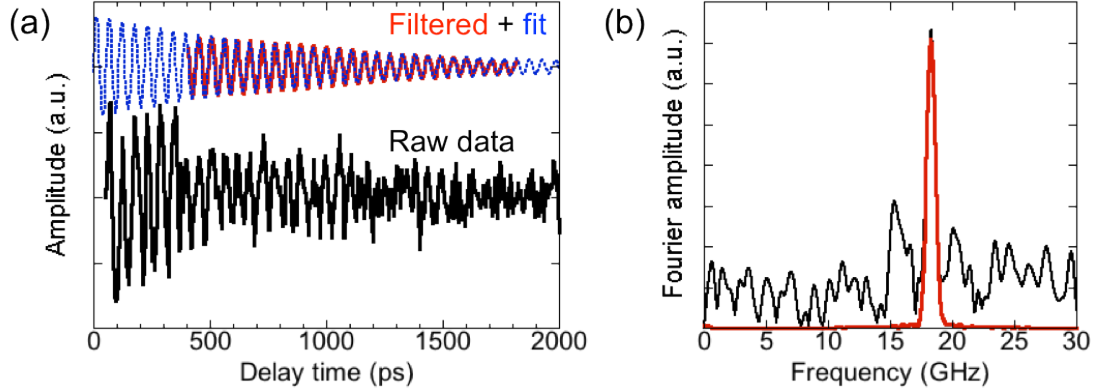 (a)
Filtered + fit
Raw data
Amplitude (a.u.)
0 500 1000 1500 2000
Delay time (ps)
(b)
Fourier amplitude (a.u.)
0 5 10 15 20 25 30
Frequency (GHz)